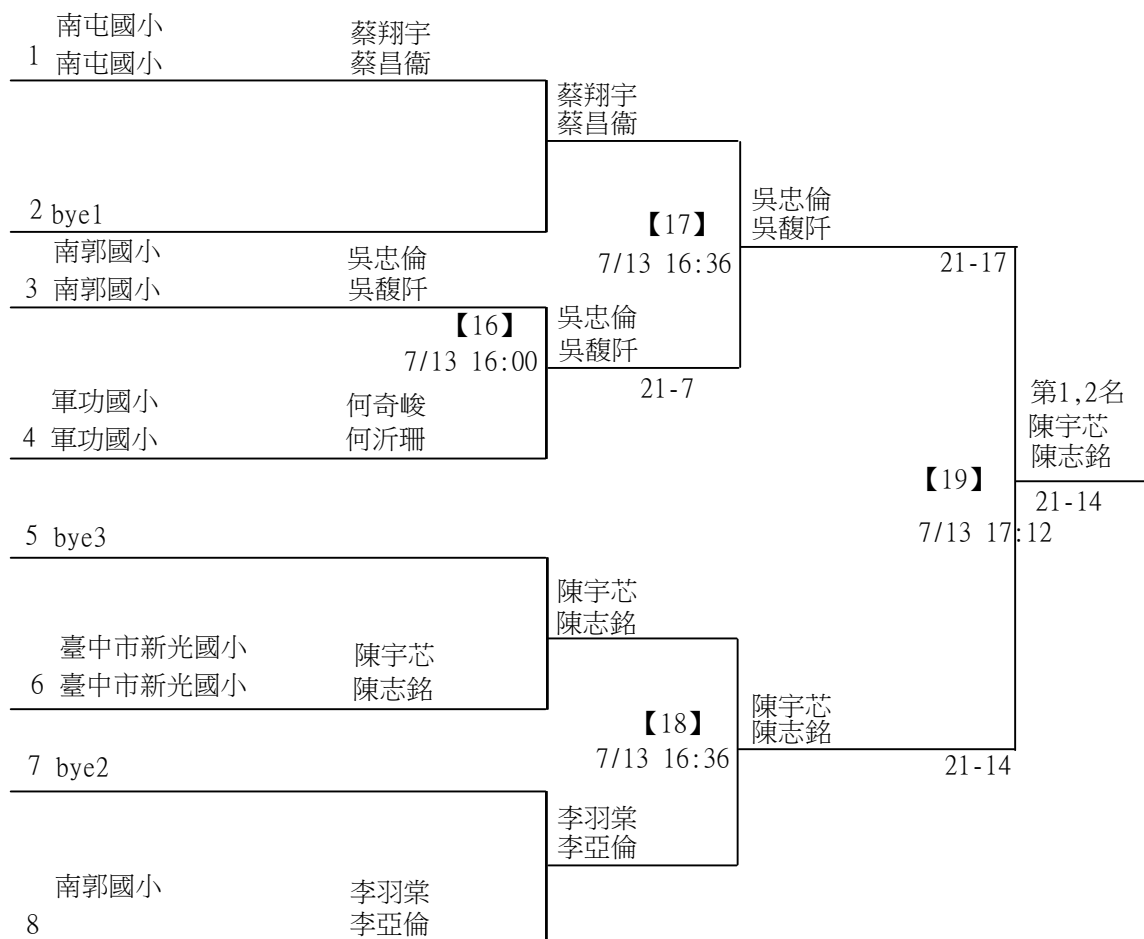 南屯國小 蔡翔宇
1 南屯國小 蔡昌衞
蔡翔宇
蔡昌衞
2 bye1
【17】
7/13 16:36
吳忠倫
吳馥阡
21-17
南郭國小 吳忠倫
3 南郭國小 吳馥阡
【16】
7/13 16:00
吳忠倫
吳馥阡
21-7
軍功國小 何奇峻
4 軍功國小 何沂珊
第1,2名
陳宇芯
陳志銘
【19】
21-14
7/13 17:12
5 bye3
陳宇芯
陳志銘
臺中市新光國小 陳宇芯
6 臺中市新光國小 陳志銘
【18】
7/13 16:36
陳宇芯
陳志銘
21-14
7 bye2
李羽棠
李亞倫
南郭國小 李羽棠
8 李亞倫